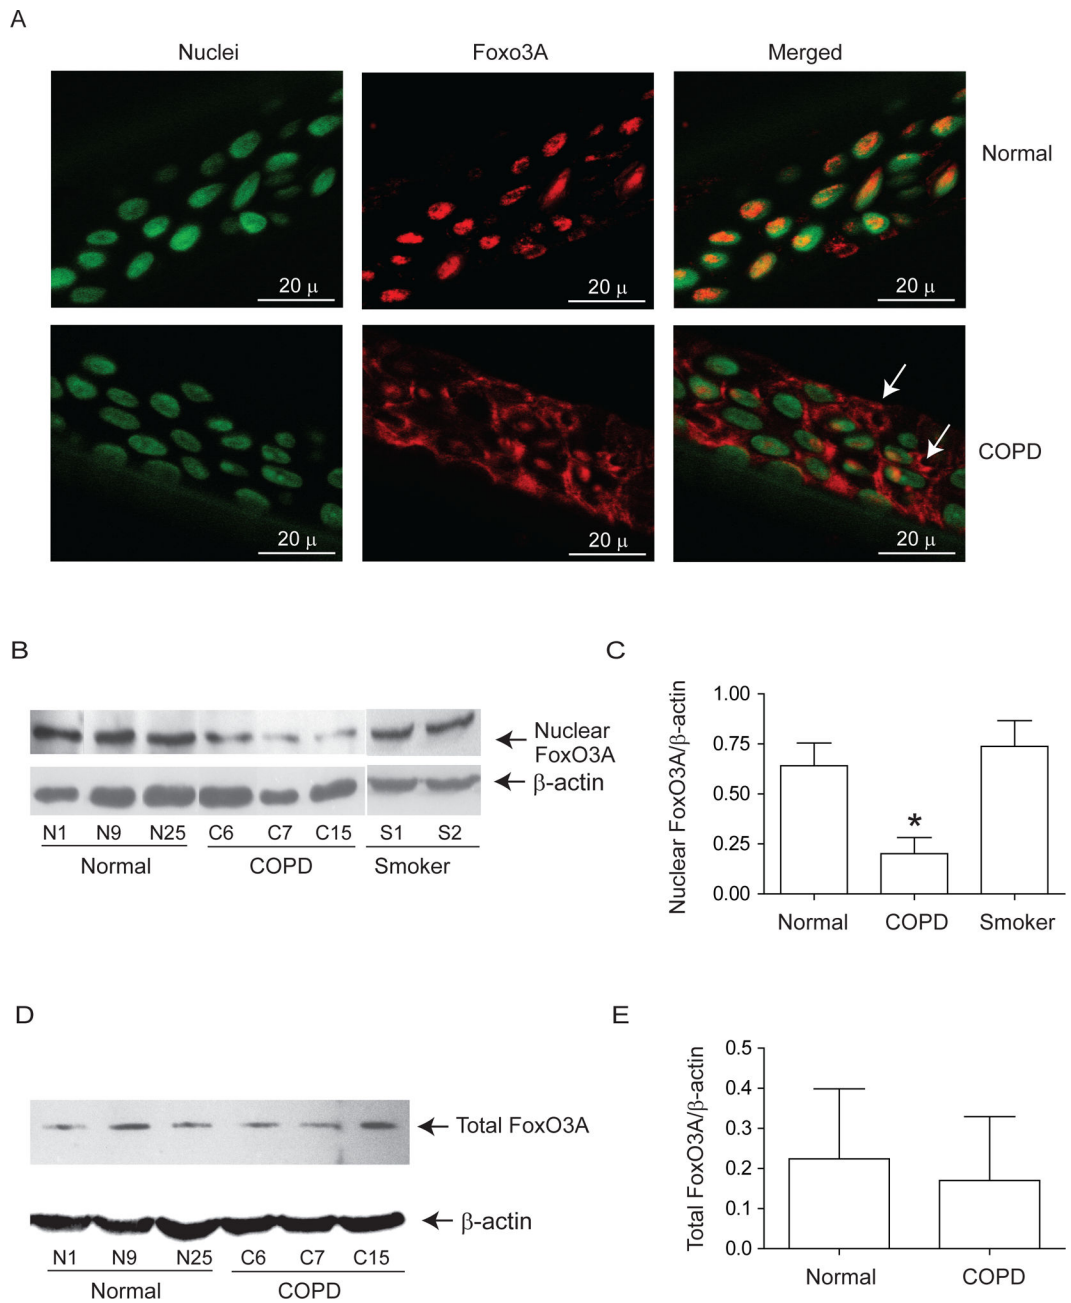 A
Nuclei Foxo3A Merged
20 μ 20 μ 20 μ
Normal
20 μ 20 μ 20 μ
COPD
B
Nuclear
FoxO3A
β-actin
N1 N9 N25 C6 C7 C15 S1 S2
Normal COPD Smoker
C
Nuclear FoxO3A/β-actin
1.00
0.75
0.50
0.25
0.00
*
Normal COPD Smoker
D
Total FoxO3A
β-actin
N1 N9 N25 C6 C7 C15
Normal COPD
E
Total FoxO3A/β-actin
0.5
0.4
0.3
0.2
0.1
0.0
Normal COPD